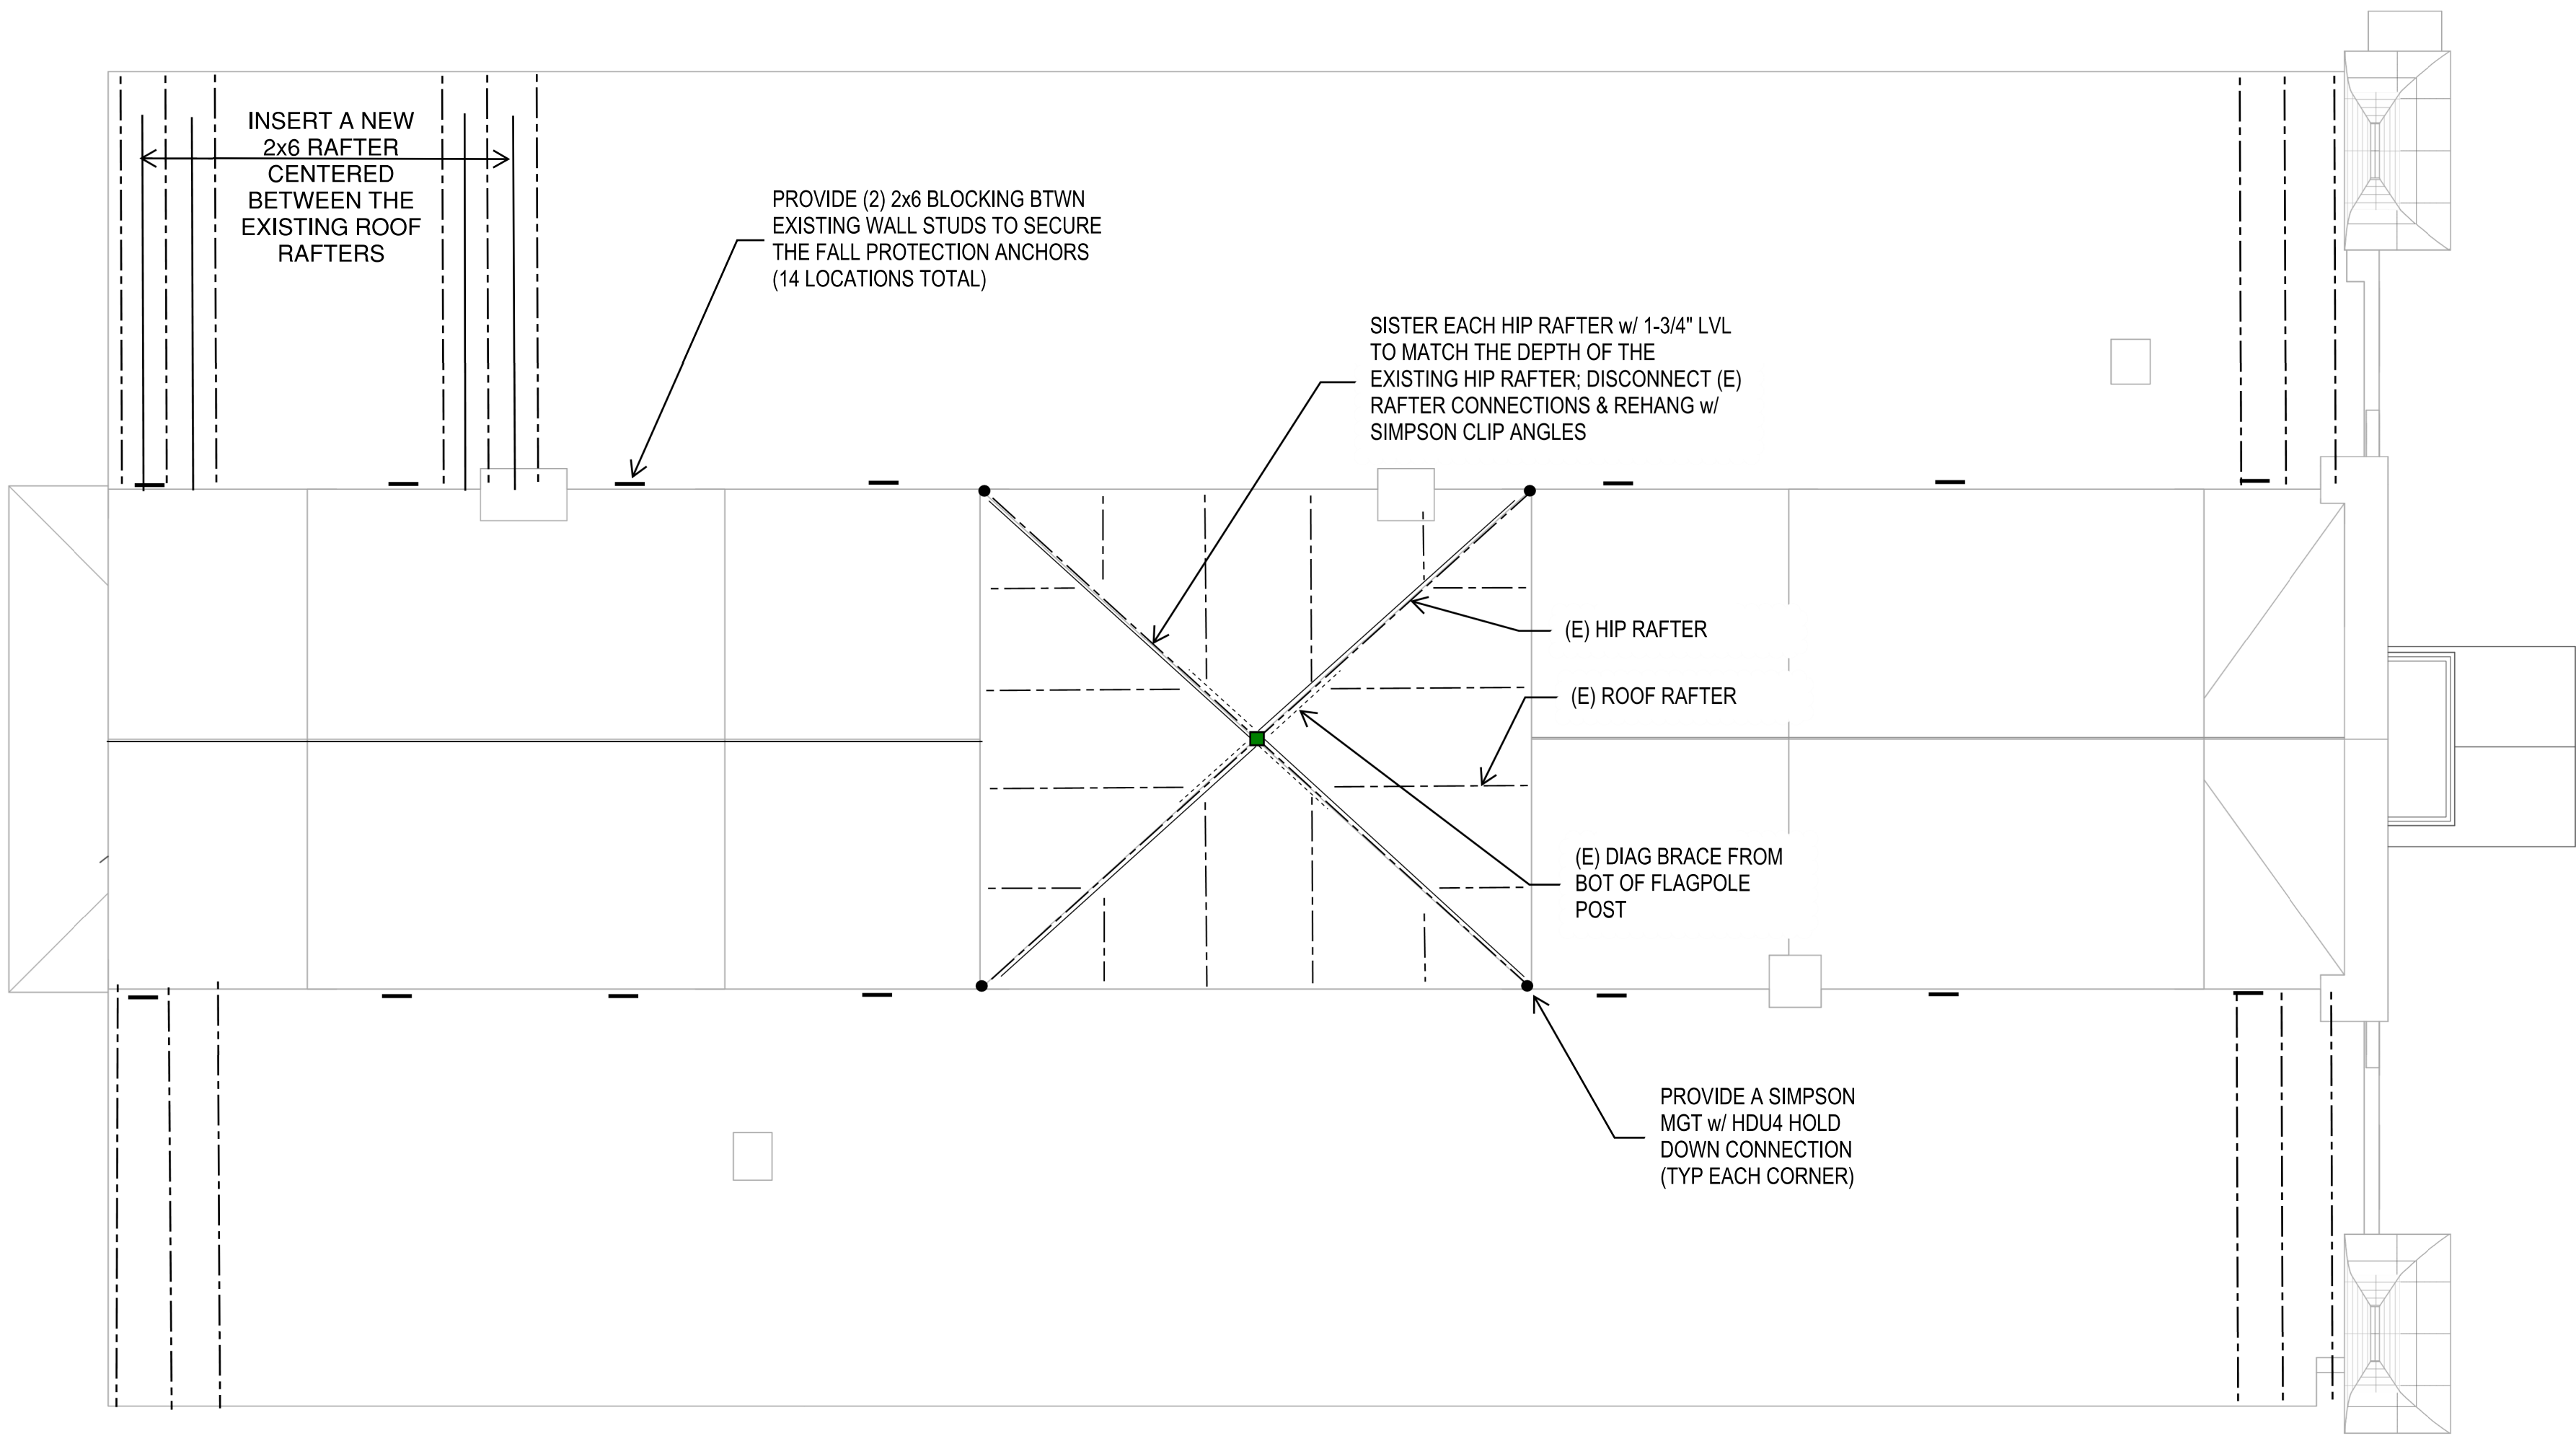 INSERT A NEW
2x6 RAFTER
CENTERED
BETWEEN THE
EXISTING ROOF
RAFTERS
PROVIDE (2) 2x6 BLOCKING BTWN
EXISTING WALL STUDS TO SECURE
THE FALL PROTECTION ANCHORS
(14 LOCATIONS TOTAL)
SISTER EACH HIP RAFTER w/ 1-3/4" LVL
TO MATCH THE DEPTH OF THE
EXISTING HIP RAFTER; DISCONNECT (E)
RAFTER CONNECTIONS & REHANG w/
SIMPSON CLIP ANGLES
(E) HIP RAFTER
(E) ROOF RAFTER
(E) DIAG BRACE FROM
BOT OF FLAGPOLE
POST
PROVIDE A SIMPSON
MGT w/ HDU4 HOLD
DOWN CONNECTION
(TYP EACH CORNER)